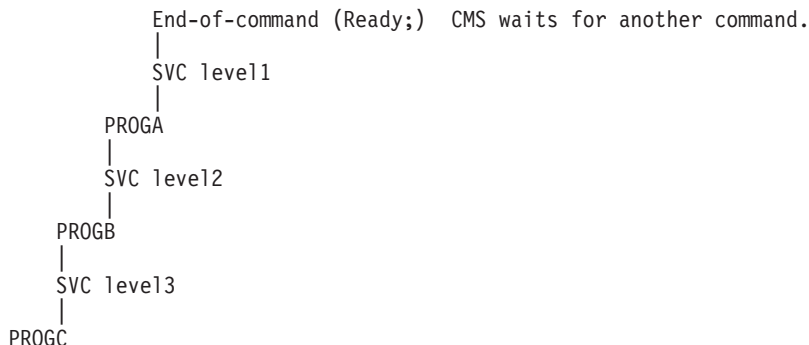 End-of-command (Ready;)  CMS waits for another command.
SVC level1
PROGA
SVC level2
PROGB
SVC level3
PROGC